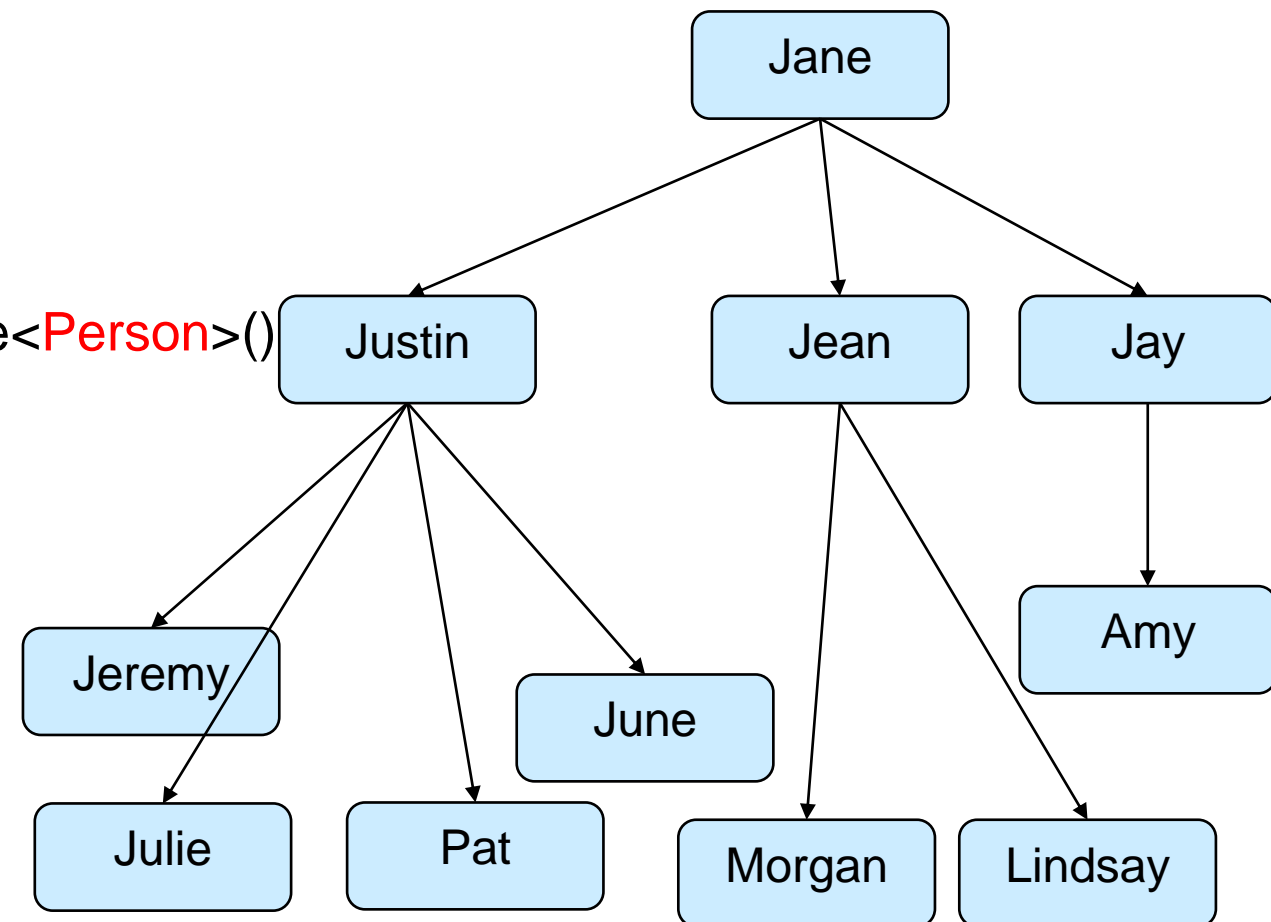 Jane
e<Person>()
Justin
Jean
Jay
Jeremy
Amy
June
Julie
Pat
Morgan
Lindsay